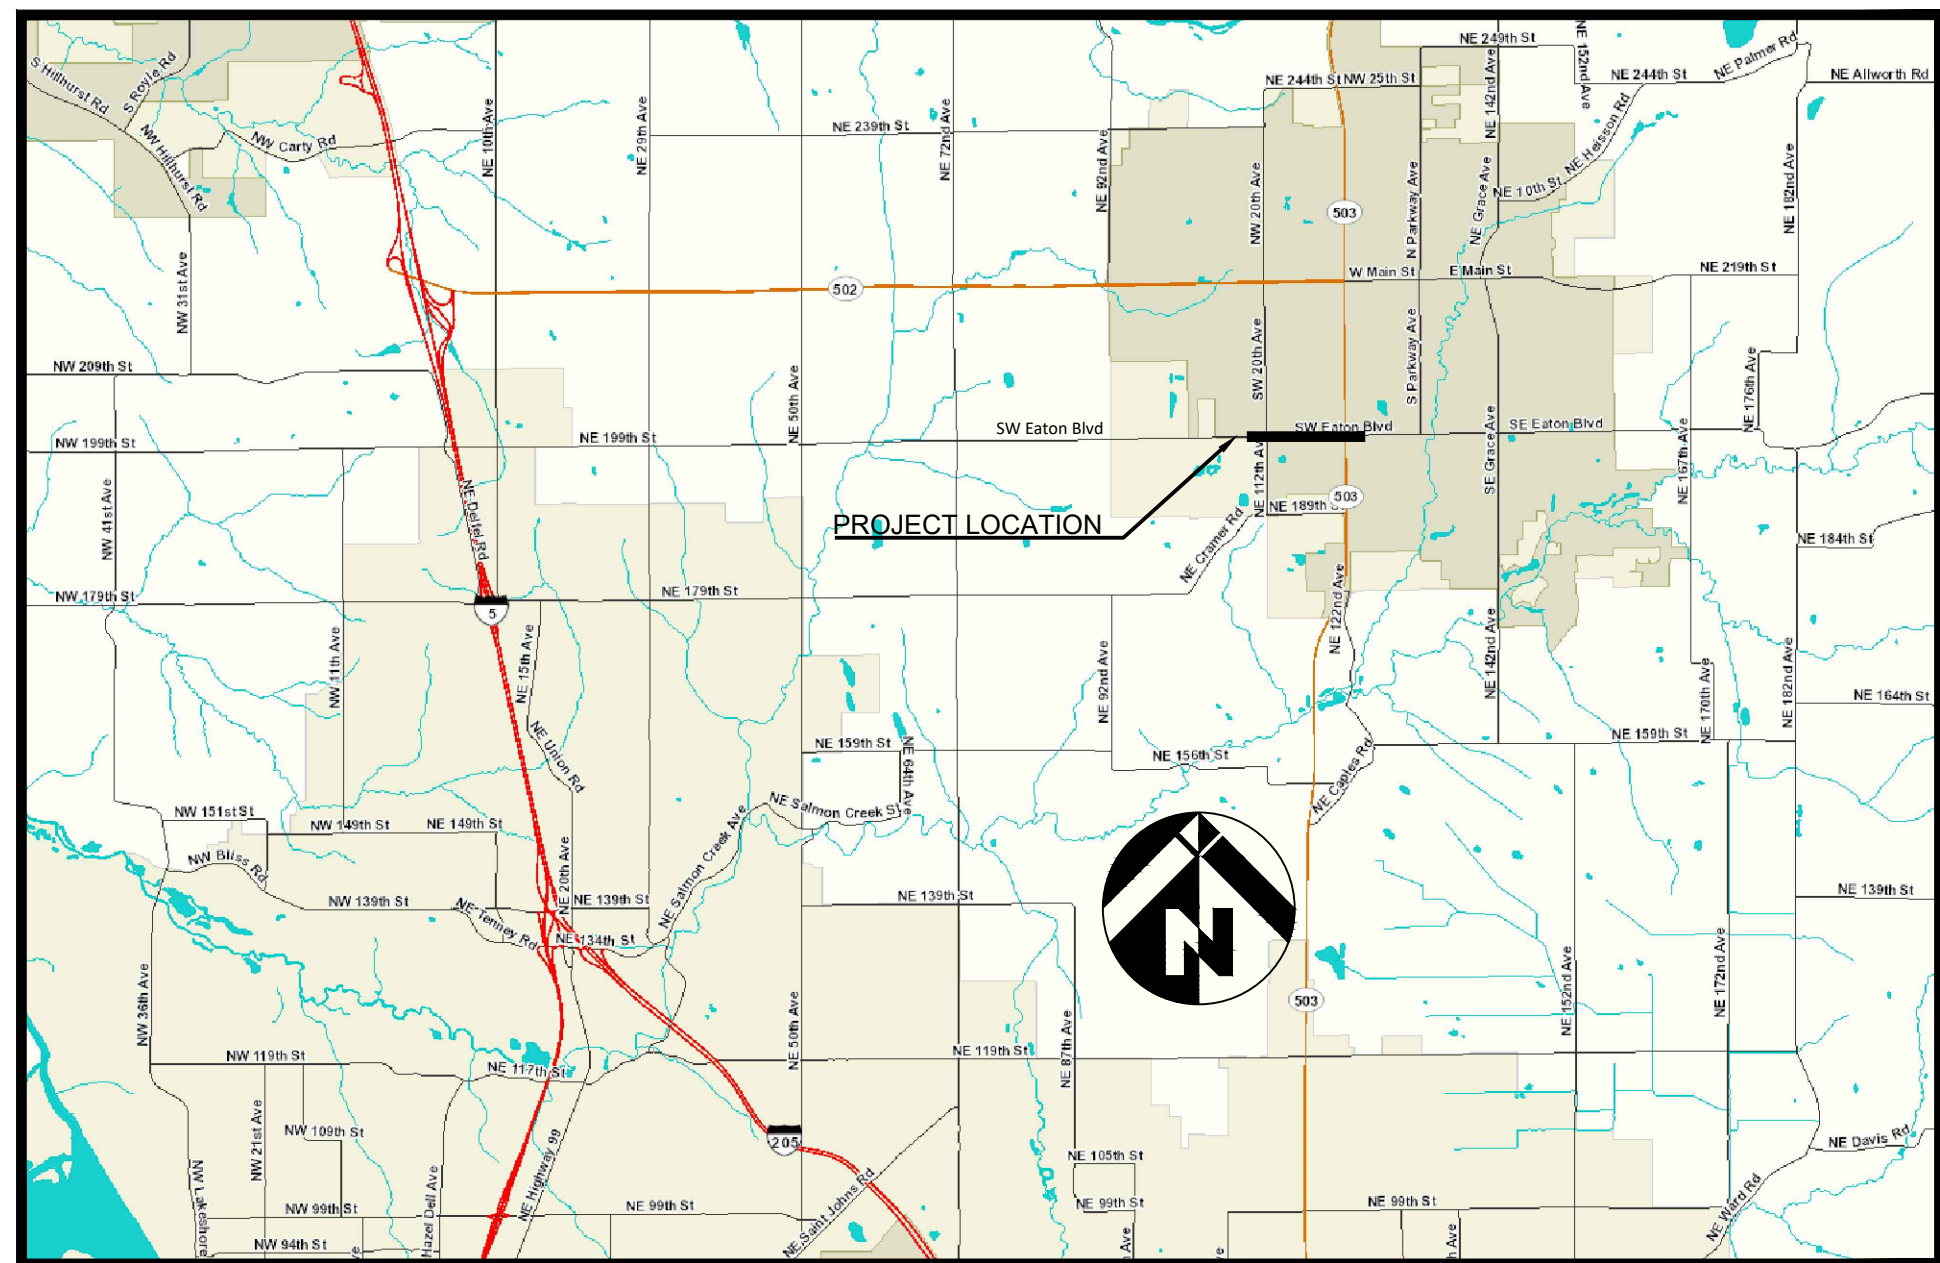 NE 249th St
NE 152nd Ave
NE Palmer Rd
S Hillhurst Rd
S Royle Rd
NE 244th St
NW 25th St
NE 142nd Ave
NE 244th St
NE Allworth Rd
NE 10th Ave
NE 29th Ave
NE 239th St
NE 72nd Ave
NE 92nd Ave
NW Carty Rd
NW Hillhurst Rd
NE Heisson Rd
NE 10th St
NW 20th Ave
N Parkway Ave
NE Grace Ave
NE 182nd Ave
503
NW 31st Ave
W Main St
E Main St
NE 219th St
502
NW 209th St
NE 50th Ave
SW 20th Ave
S Parkway Ave
NE 176th Ave
NW 199th St
NE 199th St
SW Eaton Blvd
SW Eaton Blvd
SE Eaton Blvd
SE Grace Ave
NE 167th Ave
NW 41st Ave
NE Delfel Rd
NE 112th Av
503
NE 189th S
PROJECT LOCATION
NE Cramer Rd
NE 184th St
NW 179th St
5
NE 179th St
NE 122nd Ave
NW 11th Ave
NE 15th Ave
NE 92nd Ave
NE 142nd Ave
NE 170th Ave
NE 182nd Ave
NE 164th St
NE Union Rd
NE 159th St
NE 64th Ave
NE 156th St
NE 159th St
NE Caples Rd
NW 151st St
NW 149th St
NE 149th St
NE Salmon Creek St
NE 20th Ave
NE Salmon Creek Ave
NW Bliss Rd
NW 139th St
NE Tenney Rd
NE 139th St
NE 139th St
NE 139th St
N
NE 134th St
NW 36th Ave
NE 50th Ave
NE 87th Ave
503
NE 152nd Ave
NE 172nd Ave
NW 119th St
NE 117th St
NE 119th St
NW 21st Ave
NW 109th St
205
NE Highway 99
NE Davis Rd
NE 105th St
NW Lakeshore
Hazel Dell Ave
NE Saint Johns Rd
NE Ward Rd
NW 99th St
NE 99th St
NE 99th St
NE 99th St
NW 94th St
Ave